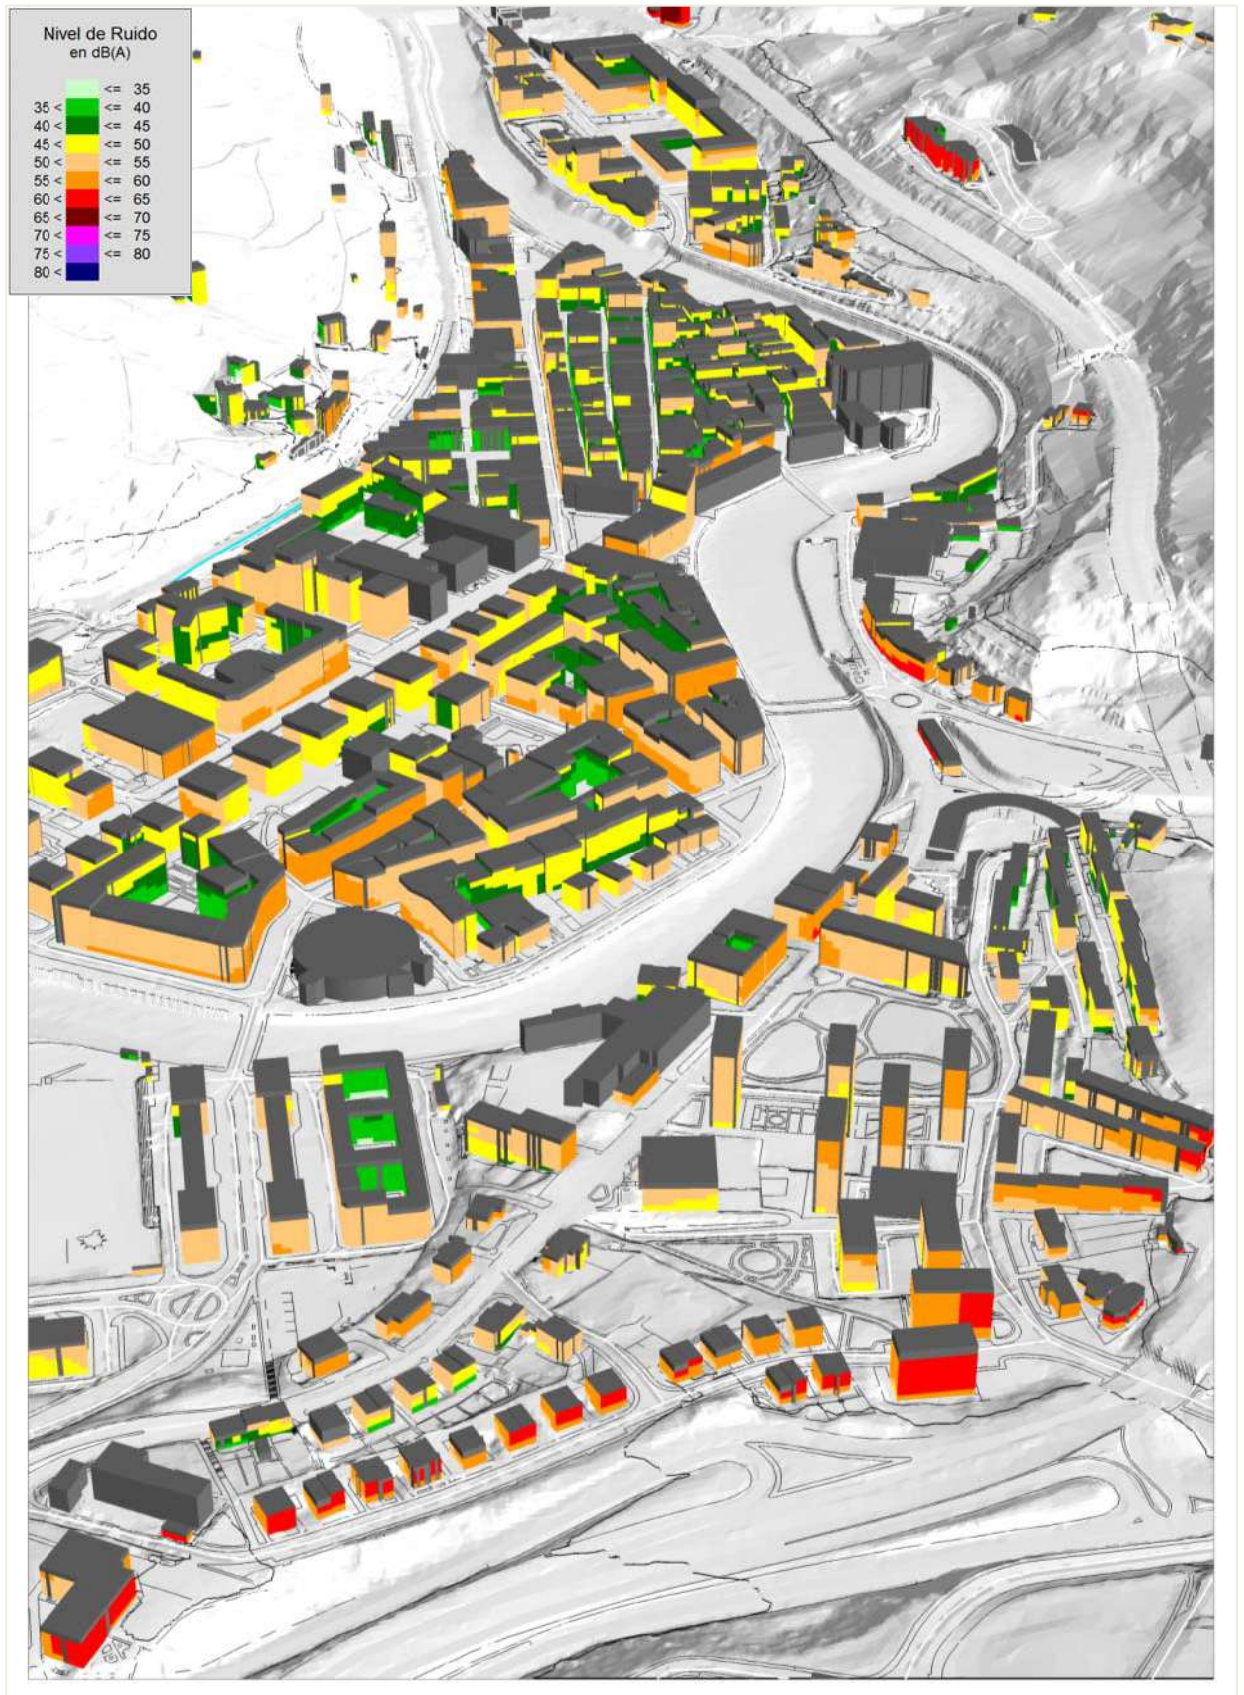 Nivel de Ruido
en dB(A)
<= 35
35 < <= 40
40 < <= 45
45 < <= 50
50 < <= 55
55 < <= 60
60 < <= 65
65 < <= 70
70 < <= 75
75 < <= 80
80 <